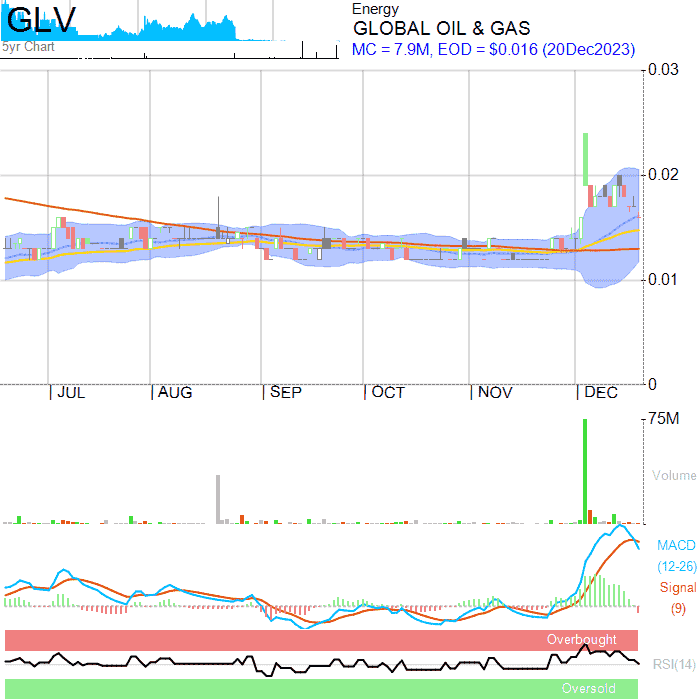 GLV
5yr Chart
Energy
GLOBAL OIL & GAS
MC = 7.9M, EOD = $0.016 (20Dec2023)
0.03
0.02
0.01
0
JUL AUG SEP OCT NOV DEC
75M
Volume
MACD
(12-26)
Signal
(9)
Overbought
RSI(14)
Oversold